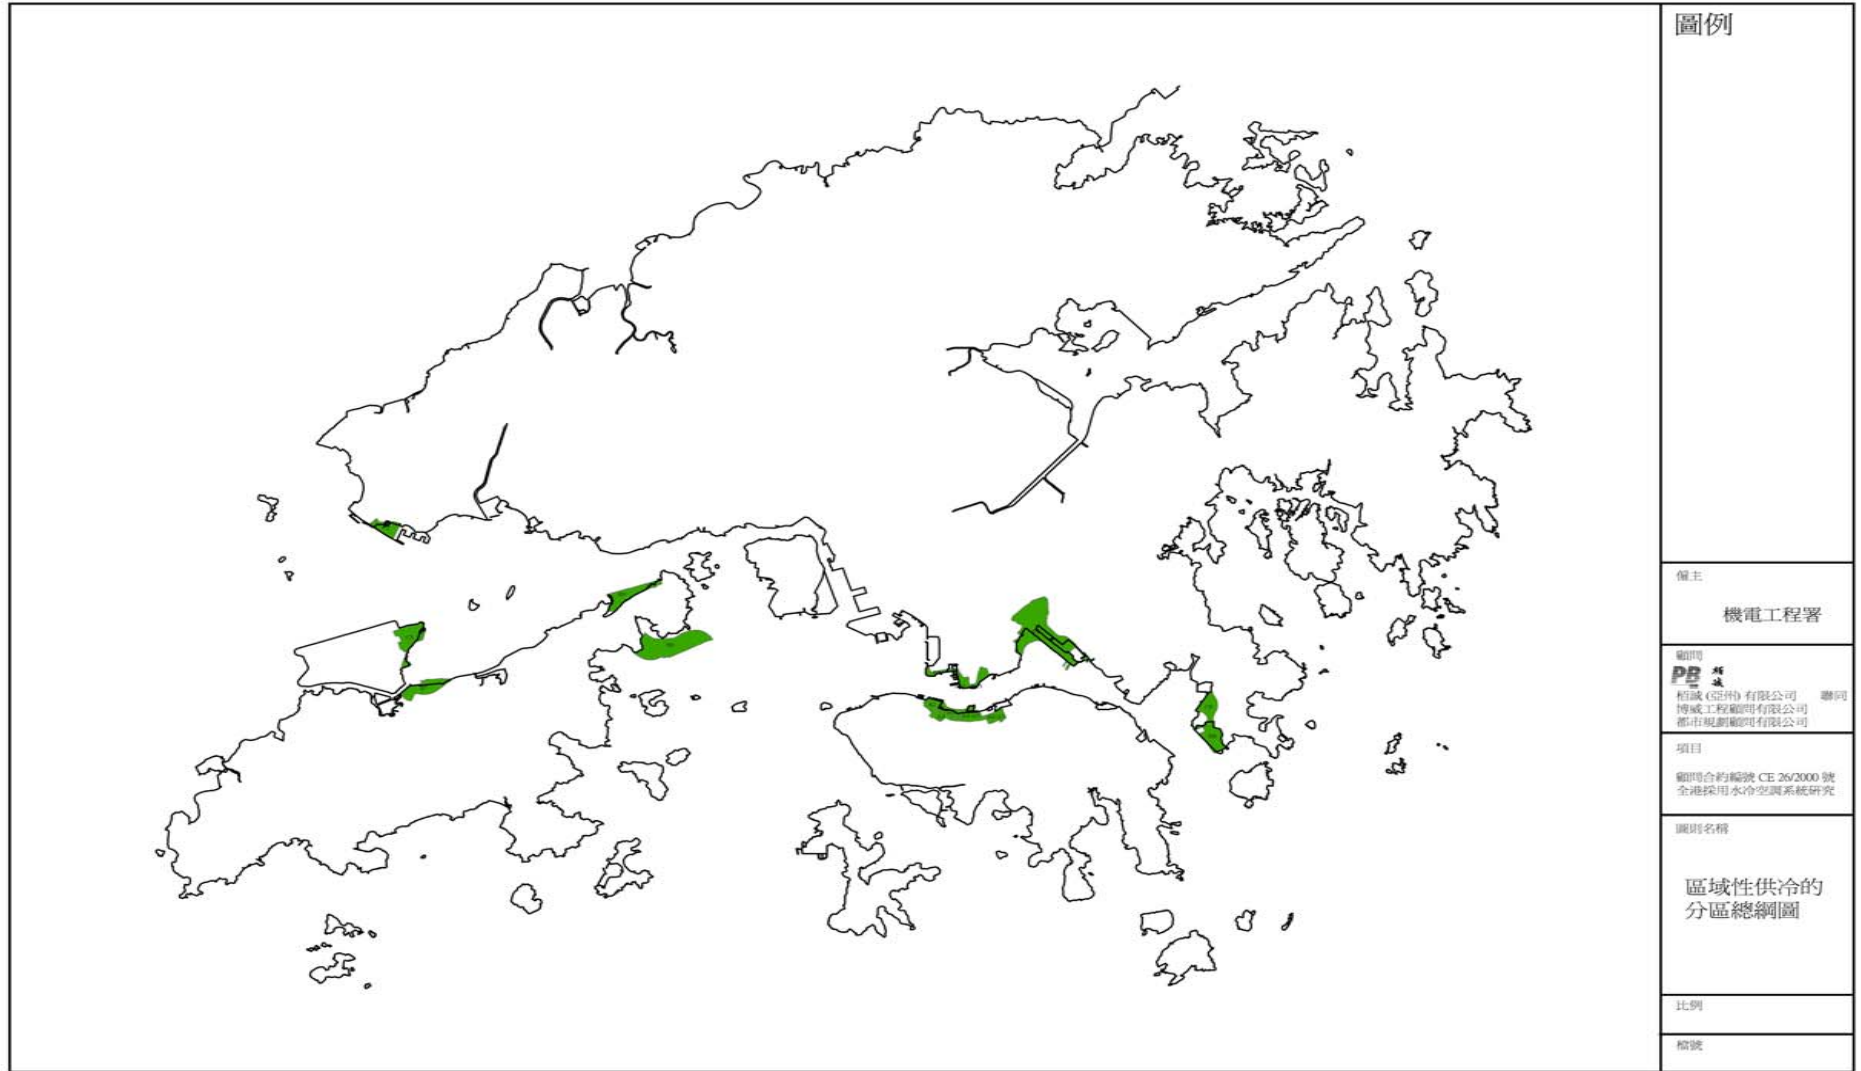 圖例
僱主
機電工程署
顧問
PB 栢誠
栢誠 (亞州) 有限公司 聯同
博威工程顧問有限公司
都市規劃顧問有限公司
項目
顧問合約編號 CE 26/2000 號
全港採用水冷空調系統研究
圖則名稱
區域性供冷的
分區總綱圖
比例
檔號